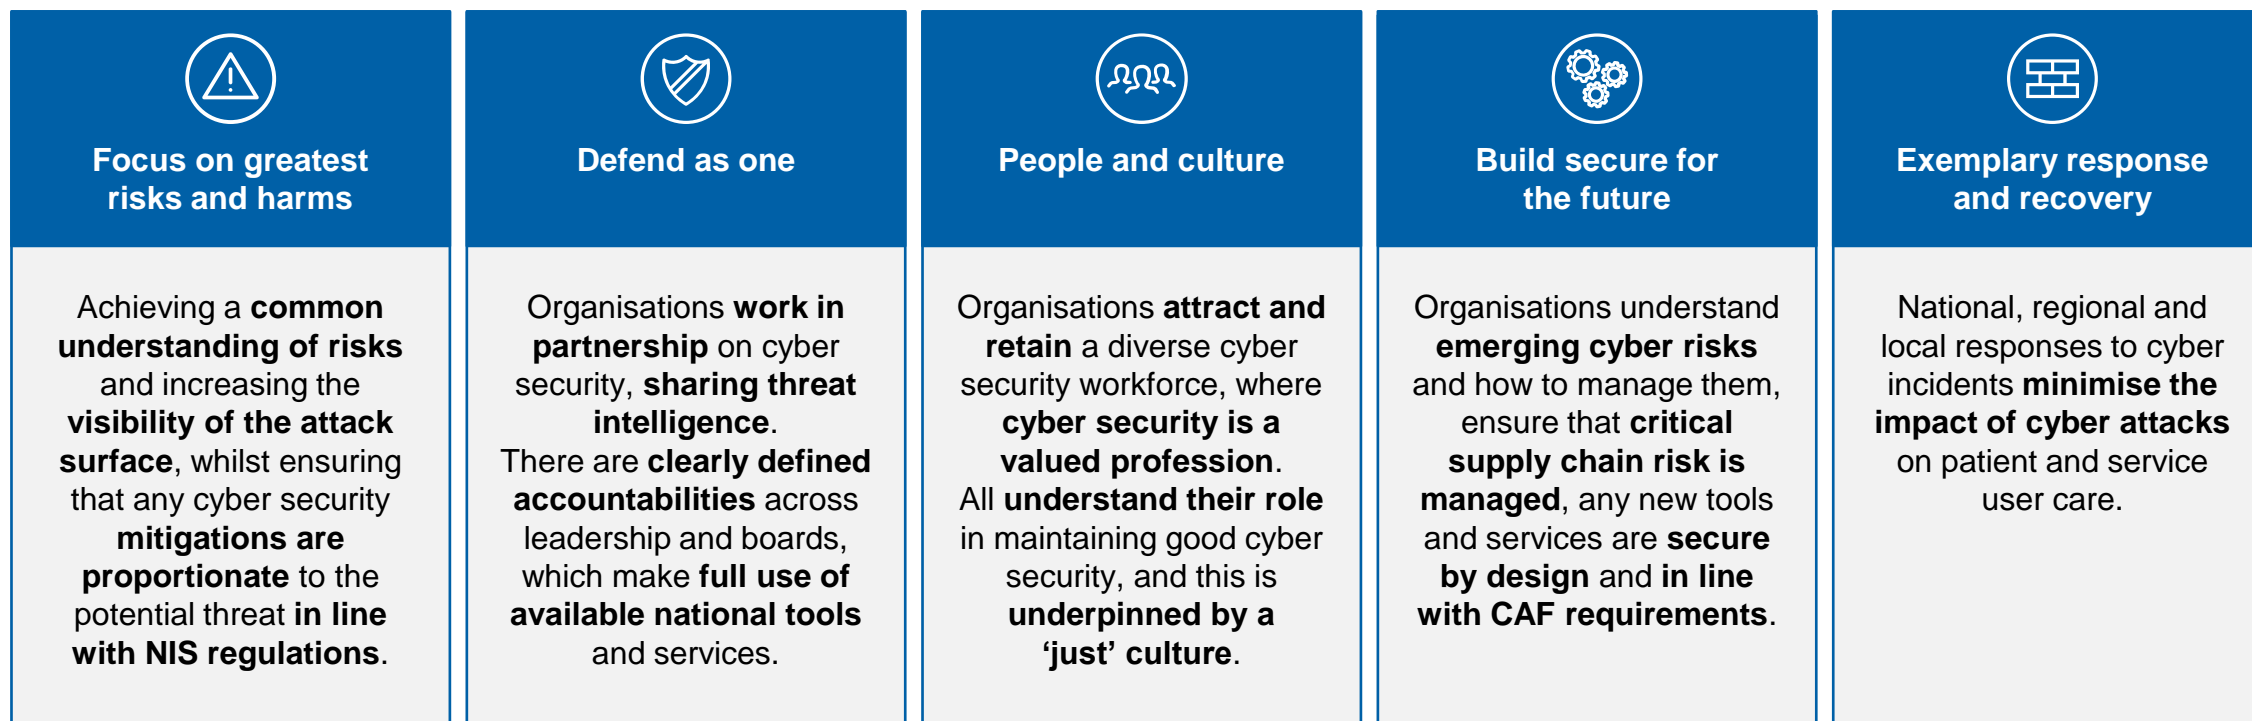 Focus on greatest
risks and harms
Achieving a common
understanding of risks
and increasing the
visibility of the attack
surface, whilst ensuring
that any cyber security
mitigations are
proportionate to the
potential threat in line
with NIS regulations.
Defend as one
Organisations work in
partnership on cyber
security, sharing threat
intelligence.
There are clearly defined
accountabilities across
leadership and boards,
which make full use of
available national tools
and services.
People and culture
Organisations attract and
retain a diverse cyber
security workforce, where
cyber security is a
valued profession.
All understand their role
in maintaining good cyber
security, and this is
underpinned by a
‘just’ culture.
Build secure for
the future
Organisations understand
emerging cyber risks
and how to manage them,
ensure that critical
supply chain risk is
managed, any new tools
and services are secure
by design and in line
with CAF requirements.
Exemplary response
and recovery
National, regional and
local responses to cyber
incidents minimise the
impact of cyber attacks
on patient and service
user care.